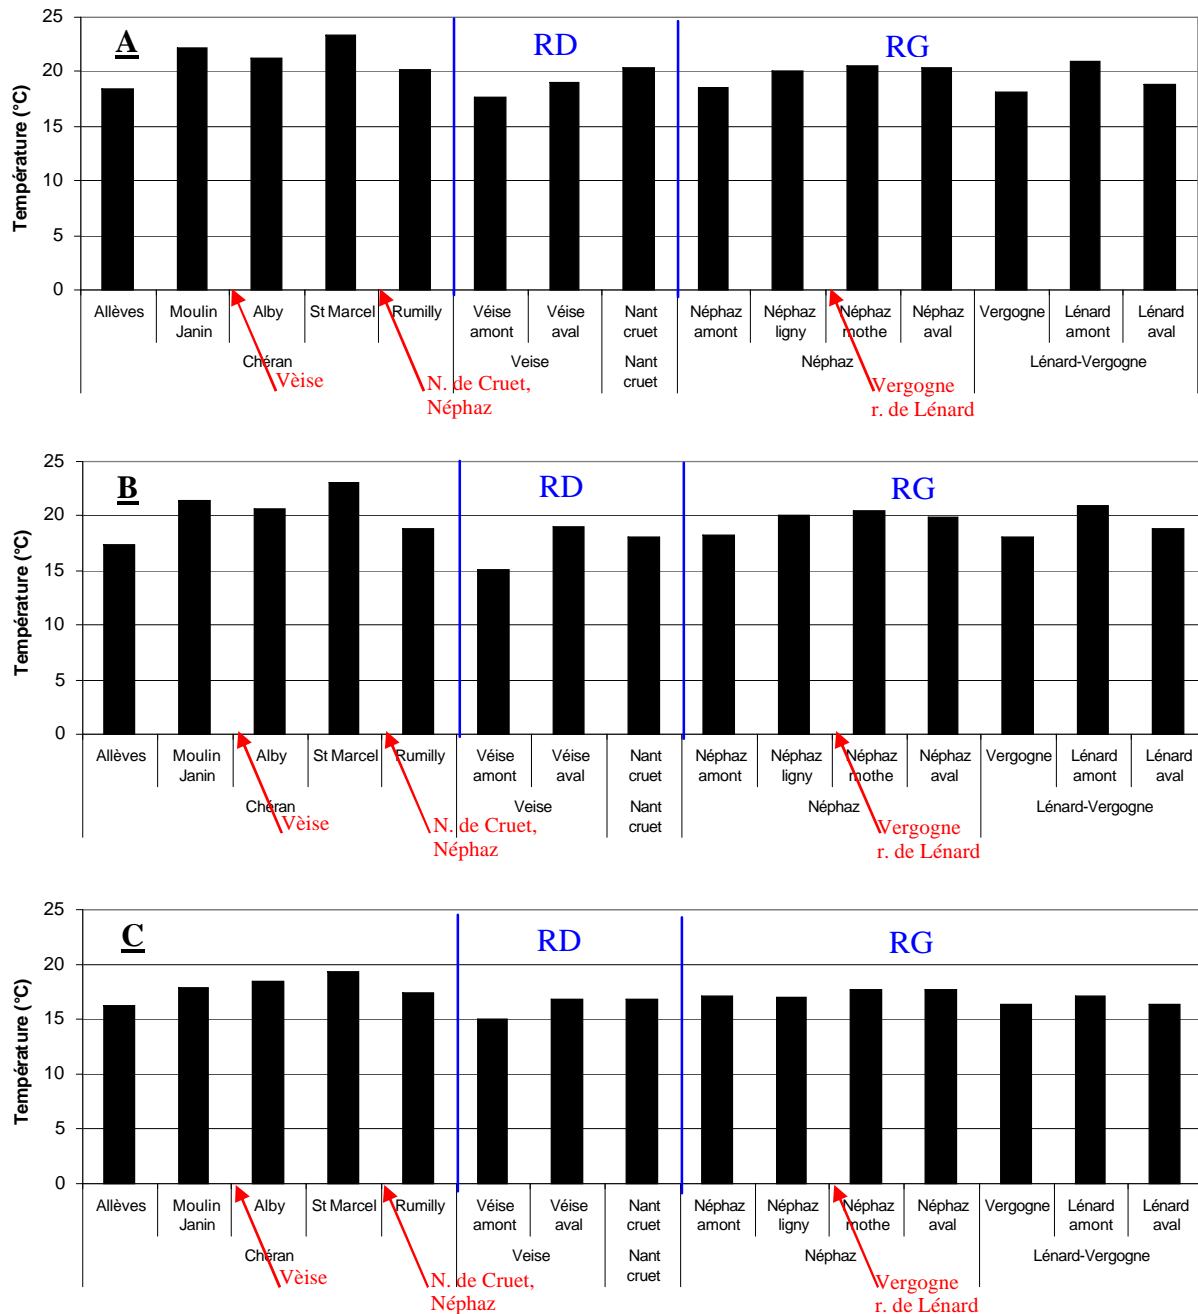 A
RD
RG
Température (°C)
25
20
15
10
5
0
Allèves
Moulin Janin
Alby
St Marcel
Rumilly
Véise amont
Véise aval
Nant cruet
Néphaz amont
Néphaz ligny
Néphaz mothe
Néphaz aval
Vergogne
Lénard amont
Lénard aval
Chéran
Veise
Nant cruet
Néphaz
Lénard-Vergogne
Vèise
N. de Cruet,
Néphaz
Vergogne
r. de Lénard
B
RD
RG
Température (°C)
25
20
15
10
5
0
Allèves
Moulin Janin
Alby
St Marcel
Rumilly
Véise amont
Véise aval
Nant cruet
Néphaz amont
Néphaz ligny
Néphaz mothe
Néphaz aval
Vergogne
Lénard amont
Lénard aval
Chéran
Veise
Nant cruet
Néphaz
Lénard-Vergogne
Vèise
N. de Cruet,
Néphaz
Vergogne
r. de Lénard
C
RD
RG
Température (°C)
25
20
15
10
5
0
Allèves
Moulin Janin
Alby
St Marcel
Rumilly
Véise amont
Véise aval
Nant cruet
Néphaz amont
Néphaz ligny
Néphaz mothe
Néphaz aval
Vergogne
Lénard amont
Lénard aval
Chéran
Veise
Nant cruet
Néphaz
Lénard-Vergogne
Vèise
N. de Cruet,
Néphaz
Vergogne
r. de Lénard